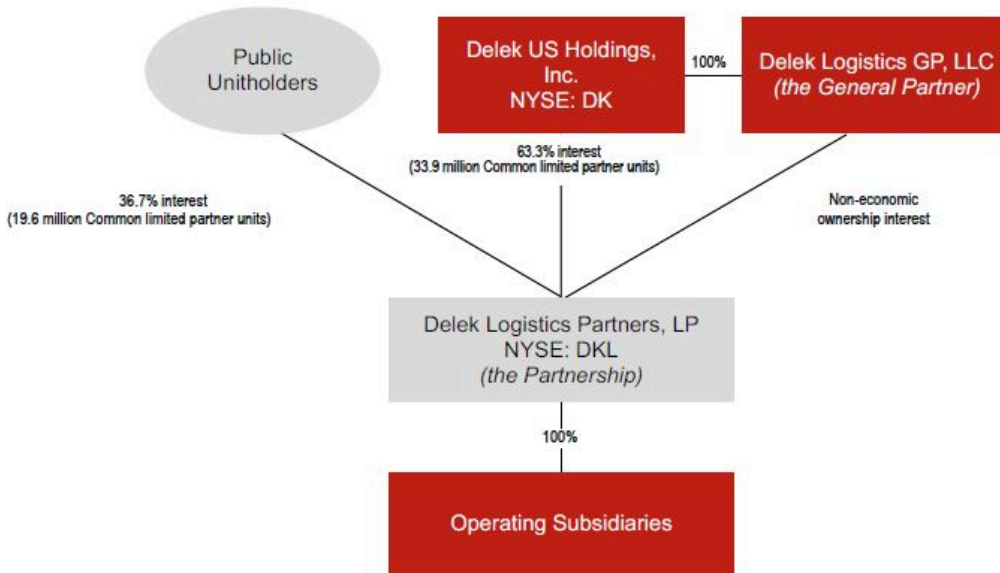 Public
Unitholders
Delek US Holdings,
Inc.
NYSE: DK
100%
Delek Logistics GP, LLC
(the General Partner)
63.3% interest
(33.9 million Common limited partner units)
36.7% interest
(19.6 million Common limited partner units)
Non-economic
ownership interest
Delek Logistics Partners, LP
NYSE: DKL
(the Partnership)
100%
Operating Subsidiaries